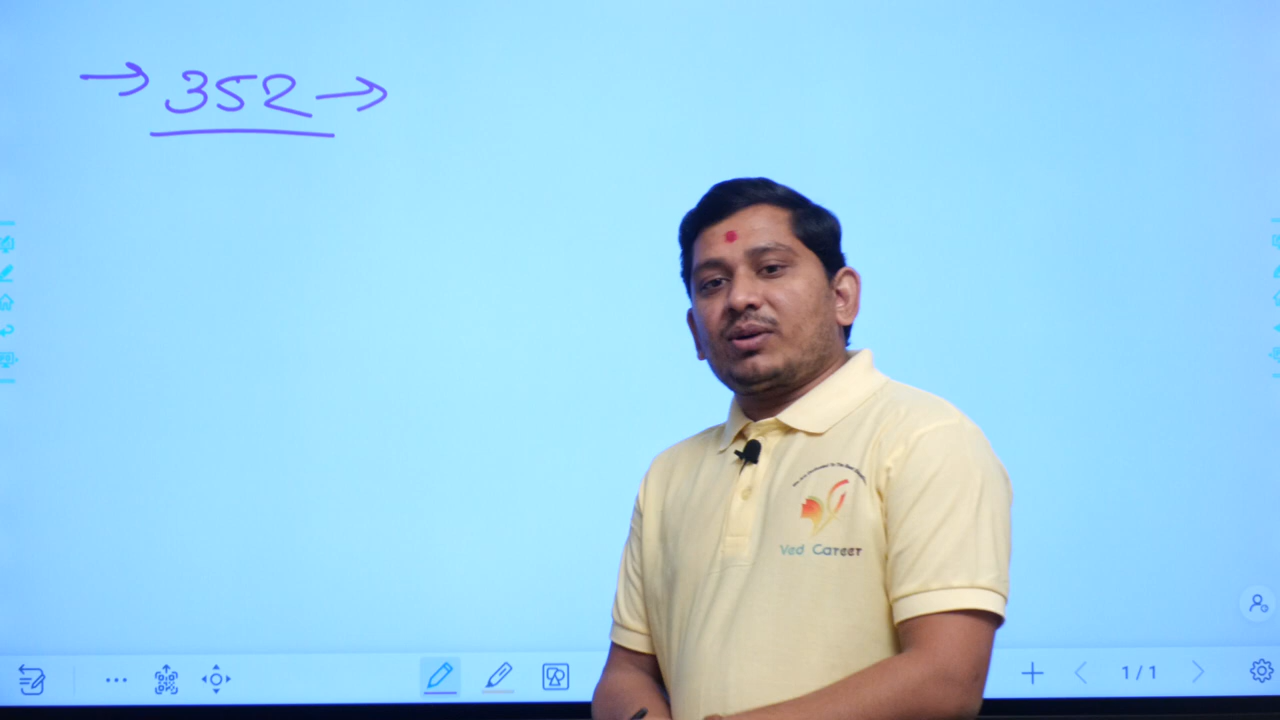 → 352 →
Ved Career
1/1